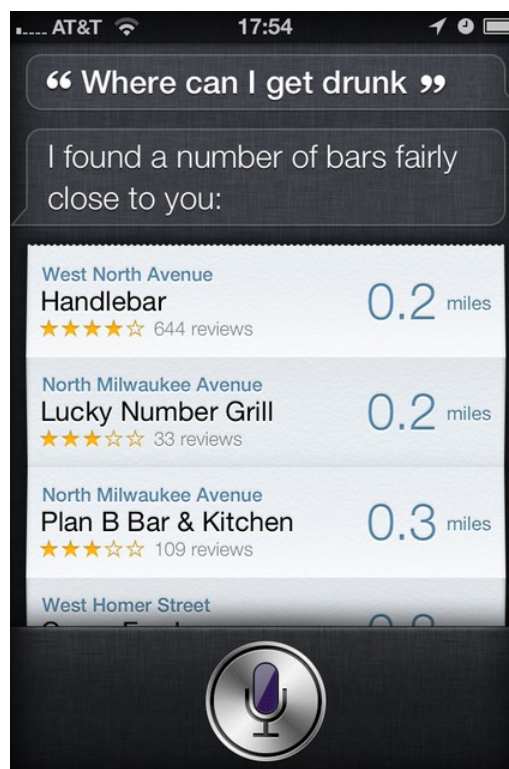 AT&T 17:54
“ Where can I get drunk ”
I found a number of bars fairly
close to you:
West North Avenue
Handlebar 0.2 miles
644 reviews
North Milwaukee Avenue
Lucky Number Grill 0.2 miles
33 reviews
North Milwaukee Avenue
Plan B Bar & Kitchen 0.3 miles
109 reviews
West Homer Street